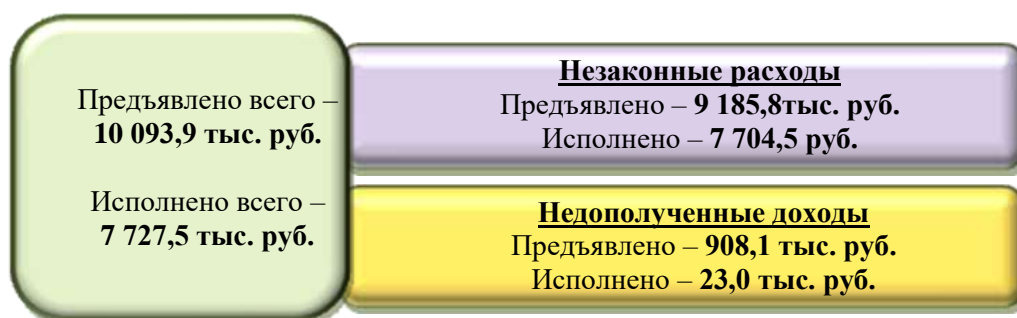 Предъявлено всего –
10 093,9 тыс. руб.
Исполнено всего –
7 727,5 тыс. руб.
Незаконные расходы
Предъявлено – 9 185,8тыс. руб.
Исполнено – 7 704,5 руб.
Недополученные доходы
Предъявлено – 908,1 тыс. руб.
Исполнено – 23,0 тыс. руб.